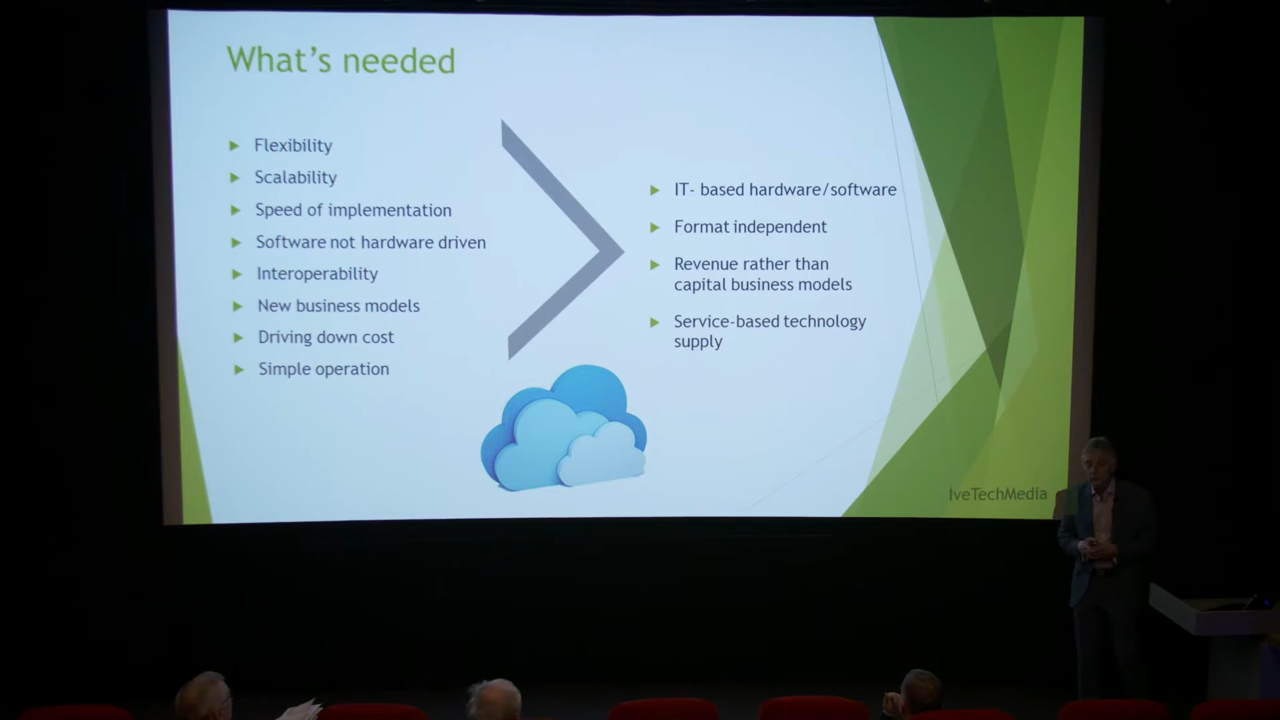 What's needed
Flexibility
Scalability
Speed of implementation
Software not hardware driven
Interoperability
New business models
Driving down cost
Simple operation
IT- based hardware/software
Format independent
Revenue rather than
capital business models
Service-based technology
supply
IveTechMedia